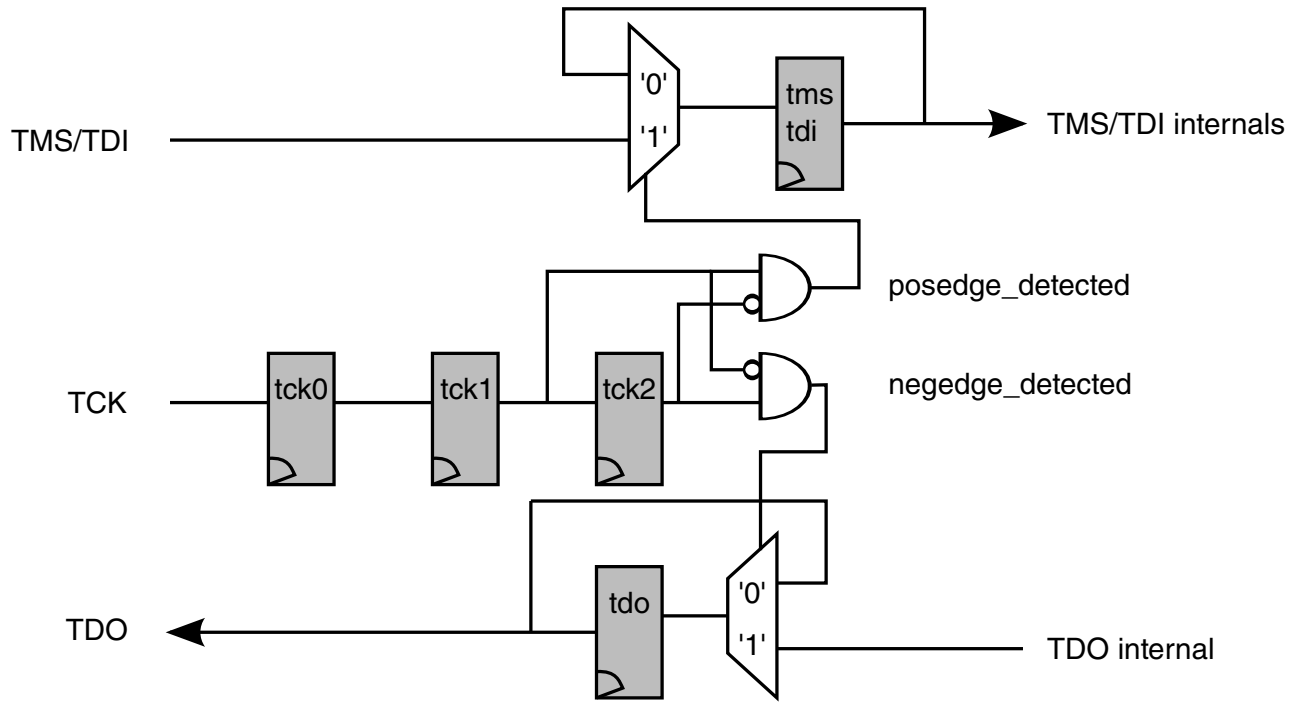 '0'
tms
TMS/TDI
'1'
tdi
TMS/TDI internals
posedge_detected
TCK
tck0
tck1
tck2
negedge_detected
tdo
'0'
TDO
'1'
TDO internal